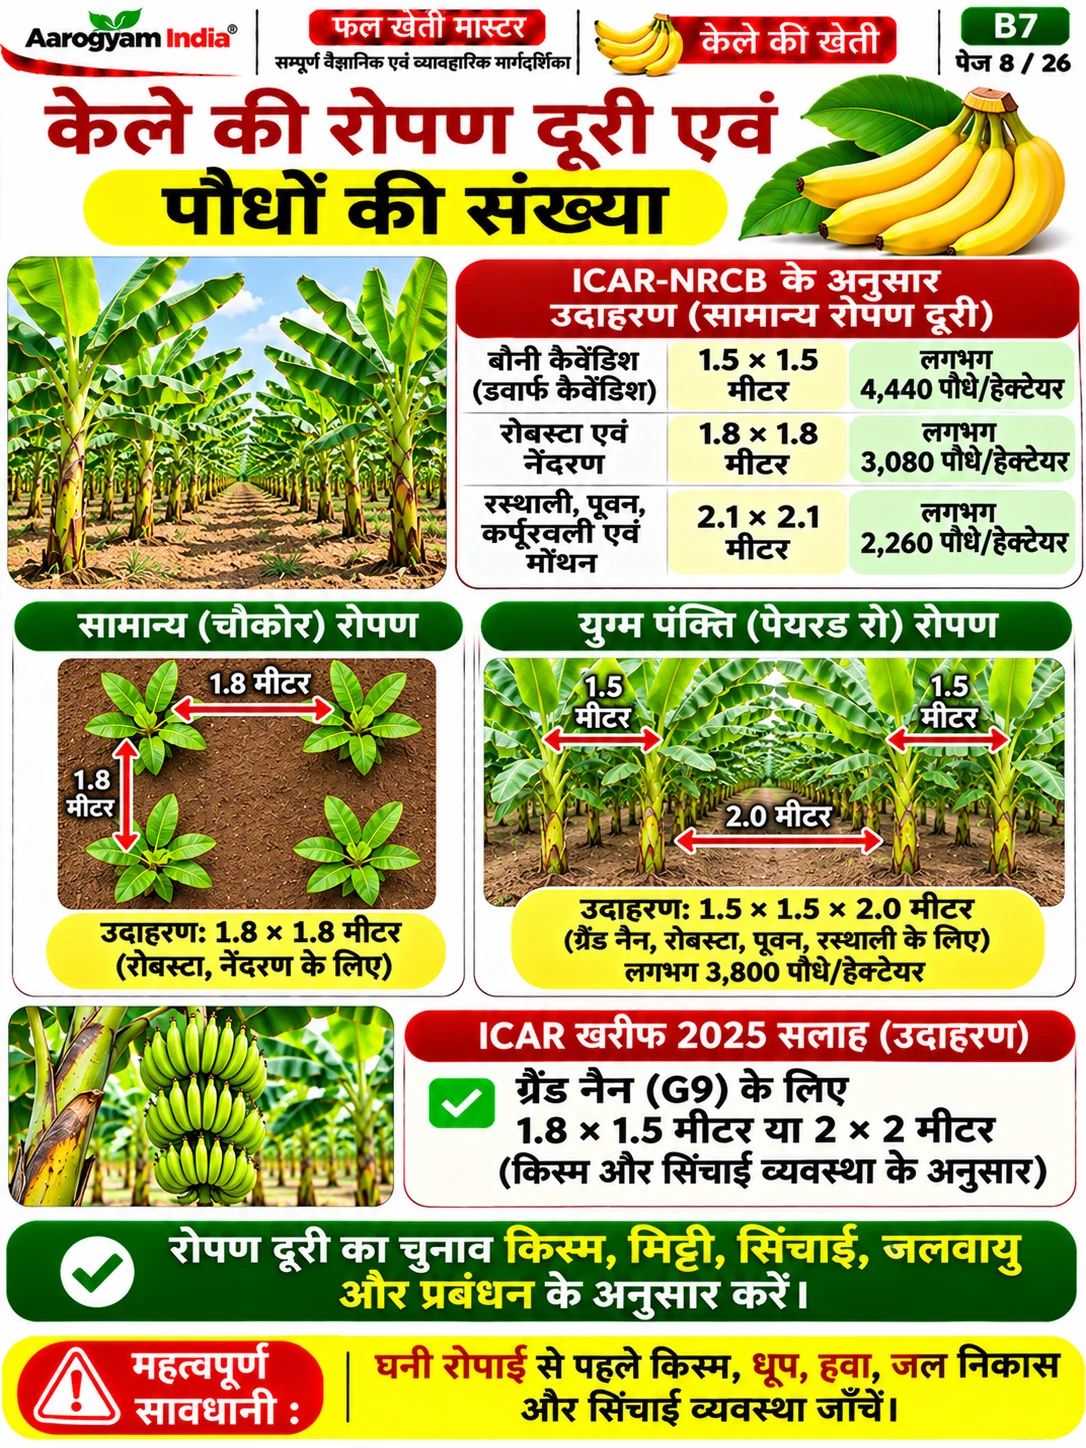 Aarogyam India®
फल खेती मास्टर
सम्पूर्ण वैज्ञानिक एवं व्यावहारिक मार्गदर्शिका
केले की खेती
B7
पेज 8 / 26
केले की रोपण दूरी एवं
पौधों की संख्या
ICAR-NRCB के अनुसार
उदाहरण (सामान्य रोपण दूरी)
बौनी कैवेंडिश
(डवार्फ कैवेंडिश)
1.5 × 1.5
मीटर
लगभग
4,440 पौधे/हेक्टेयर
रोबस्टा एवं
नेंदरण
1.8 × 1.8
मीटर
लगभग
3,080 पौधे/हेक्टेयर
रस्थाली, पूवन,
कर्पूरवली एवं
मोंथन
2.1 × 2.1
मीटर
लगभग
2,260 पौधे/हेक्टेयर
सामान्य (चौकोर) रोपण
1.8 मीटर
1.8
मीटर
उदाहरण: 1.8 × 1.8 मीटर
(रोबस्टा, नेंदरण के लिए)
युग्म पंक्ति (पेयरड रो) रोपण
1.5
मीटर
1.5
मीटर
2.0 मीटर
उदाहरण: 1.5 × 1.5 × 2.0 मीटर
(ग्रैंड नैन, रोबस्टा, पूवन, रस्थाली के लिए)
लगभग 3,800 पौधे/हेक्टेयर
ICAR खरीफ 2025 सलाह (उदाहरण)
ग्रैंड नैन (G9) के लिए
1.8 × 1.5 मीटर या 2 × 2 मीटर
(किस्म और सिंचाई व्यवस्था के अनुसार)
रोपण दूरी का चुनाव किस्म, मिट्टी, सिंचाई, जलवायु
और प्रबंधन के अनुसार करें।
महत्वपूर्ण
सावधानी :
घनी रोपाई से पहले किस्म, धूप, हवा, जल निकास
और सिंचाई व्यवस्था जाँचें।